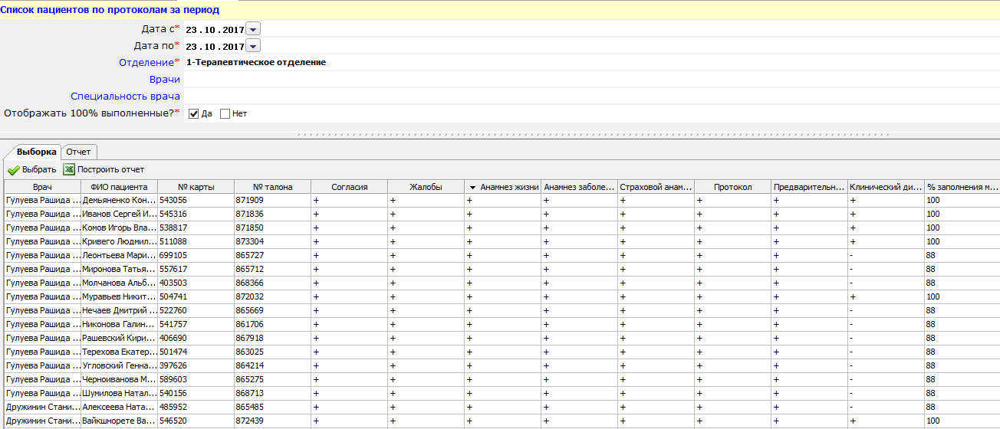 Список пациентов по протоколам за период
Дата с* 23.10.2017
Дата по* 23.10.2017
Отделение* 1-Терапевтическое отделение
Врачи
Специальность врача
Отображать 100% выполненные?* Да Нет
Выборка Отчет
Выбрать Построить отчет
Врач ФИО пациента № карты № талона Согласия Жалобы Анамнез жизни Анамнез заболе... Страховой анам... Протокол Предварительн... Клинический ди... % заполнения м...
Гулуева Рашида ... Демьяненко Кон... 543056 871909 + + + + + + + + 100
Гулуева Рашида ... Иванов Сергей И... 545316 871836 + + + + + + + + 100
Гулуева Рашида ... Комов Игорь Вла... 538817 871850 + + + + + + + + 100
Гулуева Рашида ... Кривего Людмил... 511088 873304 + + + + + + + + 100
Гулуева Рашида ... Леонтьева Мари... 699105 865727 + + + + + + + - 88
Гулуева Рашида ... Миронова Татья... 557617 865712 + + + + + + + - 88
Гулуева Рашида ... Молчанова Альб... 403503 868366 + + + + + + + - 88
Гулуева Рашида ... Муравьев Никит... 504741 872032 + + + + + + + + 100
Гулуева Рашида ... Нечаев Дмитрий ... 522760 865669 + + + + + + + - 88
Гулуева Рашида ... Никонова Галин... 541757 861706 + + + + + + + - 88
Гулуева Рашида ... Рашевский Кири... 406690 867918 + + + + + + + - 88
Гулуева Рашида ... Терехова Екатер... 501474 863025 + + + + + + + - 88
Гулуева Рашида ... Угловский Генна... 397626 864214 + + + + + + + - 88
Гулуева Рашида ... Черноиванова М... 589603 865275 + + + + + + + - 88
Гулуева Рашида ... Шумилова Натал... 540156 868713 + + + + + + + - 88
Дружинин Стани... Алексеева Ната... 485952 865485 + + + + + + + - 88
Дружинин Стани... Вайкшнорете Ва... 546520 872439 + + + + + + + + 100